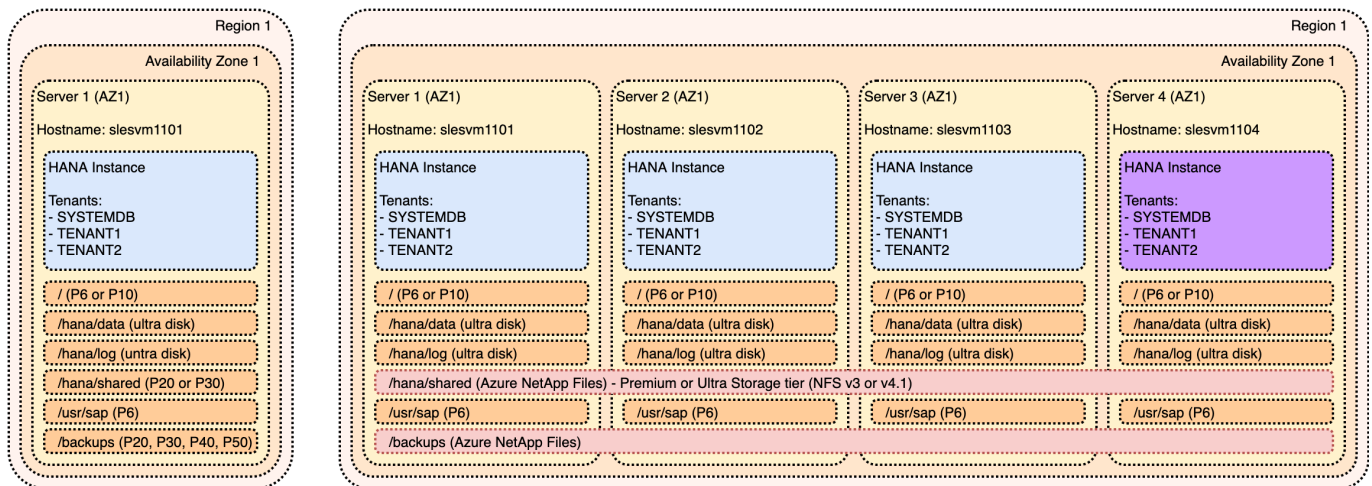 Region 1
Availability Zone 1
Server 1 (AZ1)
Hostname: slesvm1101
HANA Instance
Tenants:
- SYSTEMDB
- TENANT1
- TENANT2
/ (P6 or P10)
/hana/data (ultra disk)
/hana/log (untra disk)
/hana/shared (P20 or P30)
/usr/sap (P6)
/backups (P20, P30, P40, P50)
Region 1
Availability Zone 1
Server 1 (AZ1)
Hostname: slesvm1101
HANA Instance
Tenants:
- SYSTEMDB
- TENANT1
- TENANT2
/ (P6 or P10)
/hana/data (ultra disk)
/hana/log (ultra disk)
Server 2 (AZ1)
Hostname: slesvm1102
HANA Instance
Tenants:
- SYSTEMDB
- TENANT1
- TENANT2
/ (P6 or P10)
/hana/data (ultra disk)
/hana/log (ultra disk)
Server 3 (AZ1)
Hostname: slesvm1103
HANA Instance
Tenants:
- SYSTEMDB
- TENANT1
- TENANT2
/ (P6 or P10)
/hana/data (ultra disk)
/hana/log (ultra disk)
Server 4 (AZ1)
Hostname: slesvm1104
HANA Instance
Tenants:
- SYSTEMDB
- TENANT1
- TENANT2
/ (P6 or P10)
/hana/data (ultra disk)
/hana/log (ultra disk)
/hana/shared (Azure NetApp Files) - Premium or Ultra Storage tier (NFS v3 or v4.1)
/usr/sap (P6)
/usr/sap (P6)
/usr/sap (P6)
/usr/sap (P6)
/backups (Azure NetApp Files)